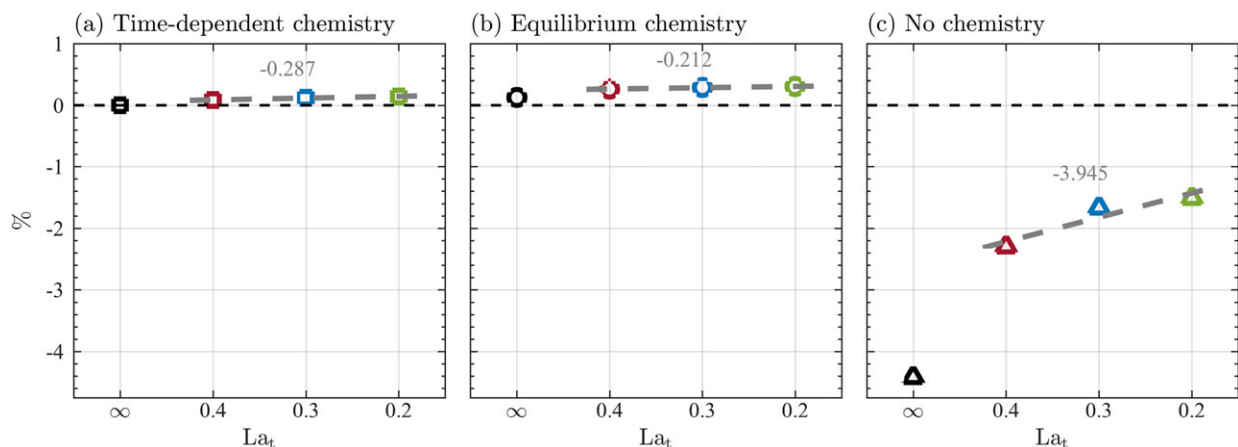 (a) Time-dependent chemistry
(b) Equilibrium chemistry
(c) No chemistry
1
0
-1
-2
-3
-4
%
-0.287
-0.212
-3.945
∞ 0.4 0.3 0.2
∞ 0.4 0.3 0.2
∞ 0.4 0.3 0.2
Laₜ
Laₜ
Laₜ